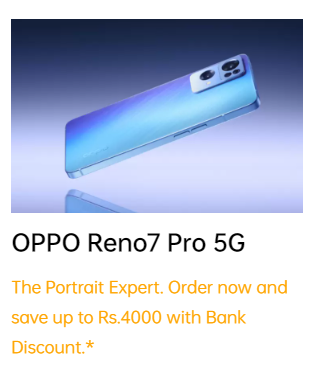 OPPO Reno7 Pro 5G
The Portrait Expert. Order now and
save up to Rs.4000 with Bank
Discount.*